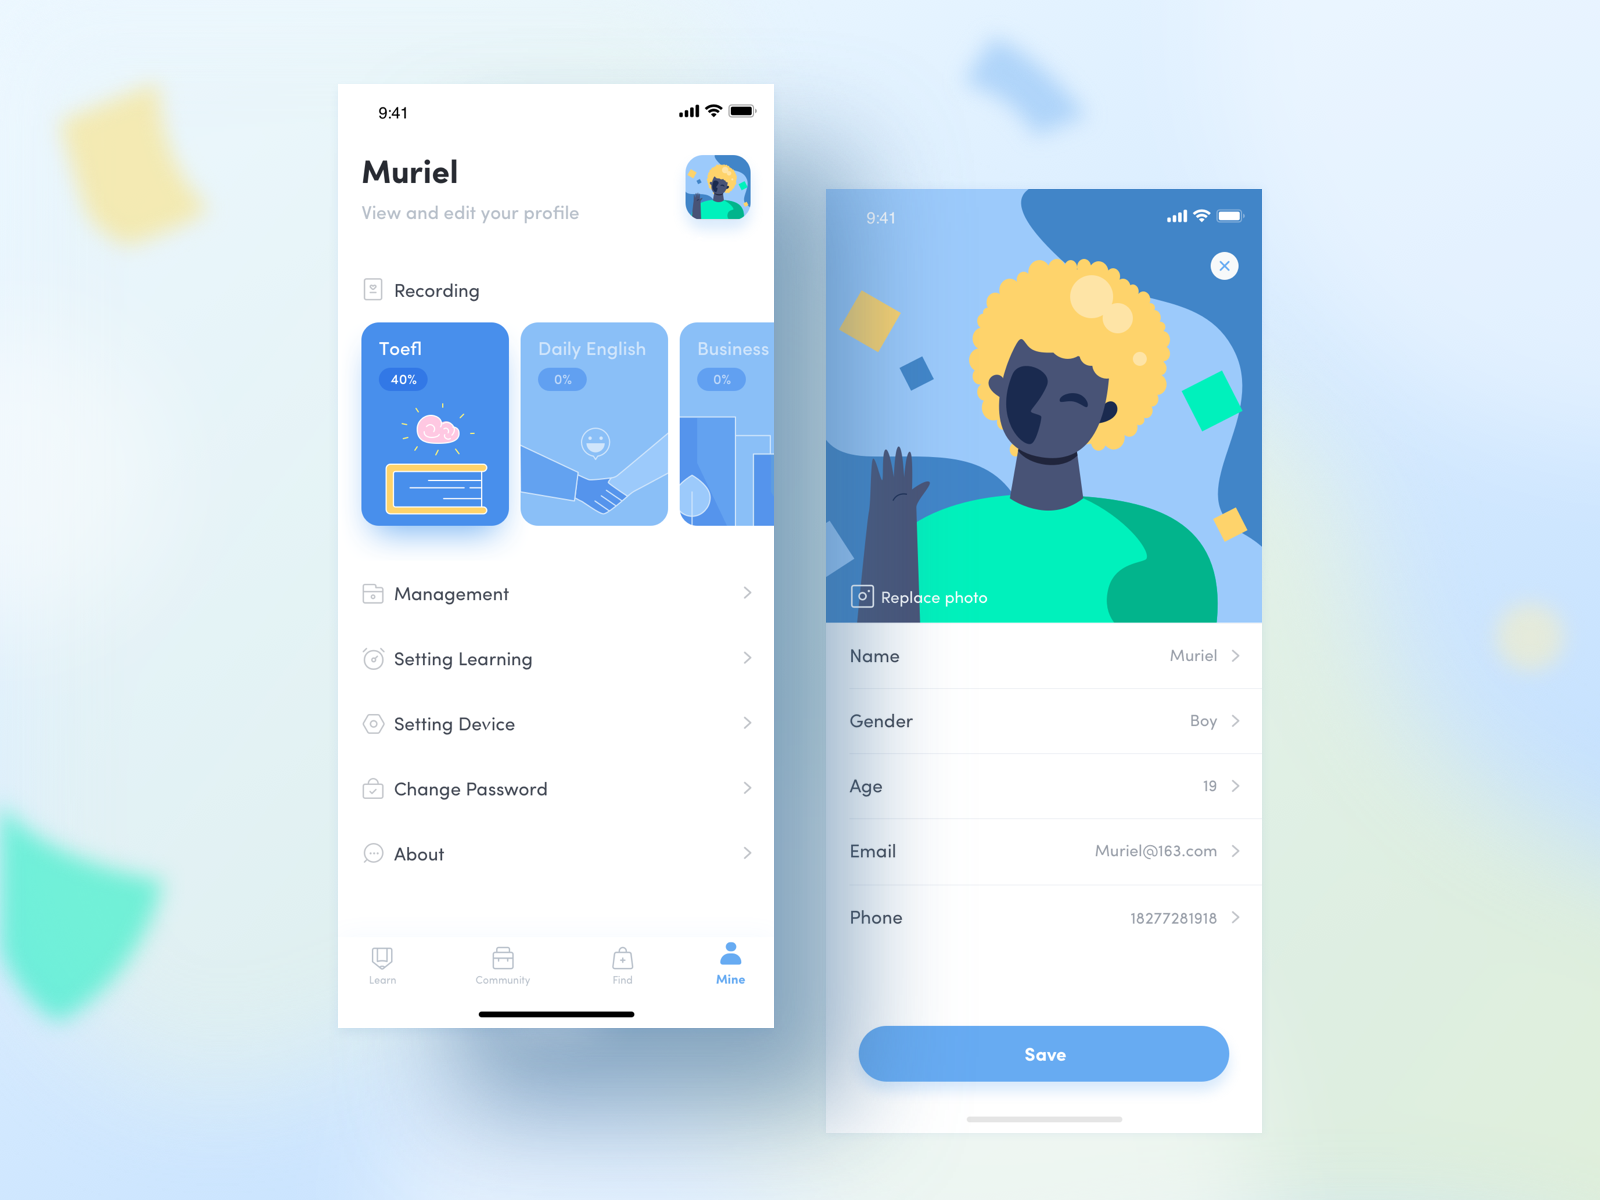 9:41
Muriel
View and edit your profile
Recording
Toefl
40%
Daily English
0%
Business
0%
Management
Setting Learning
Setting Device
Change Password
About
Learn
Community
Find
Mine
9:41
Replace photo
Name Muriel
Gender Boy
Age 19
Email Muriel@163.com
Phone 18277281918
Save